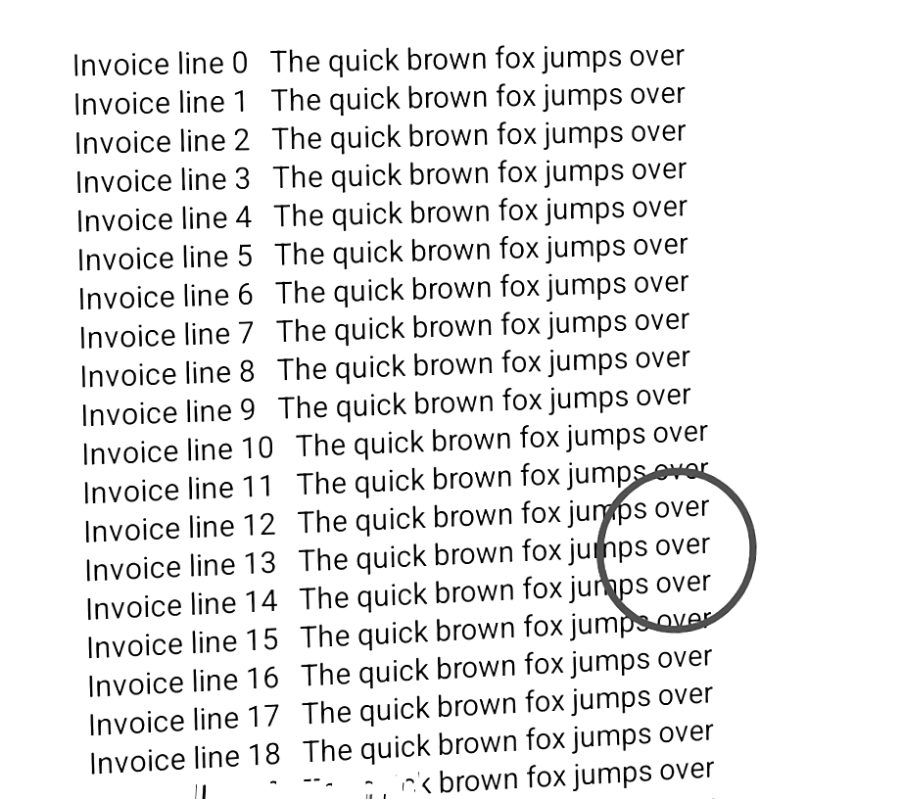 Invoice line 0 The quick brown fox jumps over
Invoice line 1 The quick brown fox jumps over
Invoice line 2 The quick brown fox jumps over
Invoice line 3 The quick brown fox jumps over
Invoice line 4 The quick brown fox jumps over
Invoice line 5 The quick brown fox jumps over
Invoice line 6 The quick brown fox jumps over
Invoice line 7 The quick brown fox jumps over
Invoice line 8 The quick brown fox jumps over
Invoice line 9 The quick brown fox jumps over
Invoice line 10 The quick brown fox jumps over
Invoice line 11 The quick brown fox jumps over
Invoice line 12 The quick brown fox jumps over
Invoice line 13 The quick brown fox jumps over
Invoice line 14 The quick brown fox jumps over
Invoice line 15 The quick brown fox jumps over
Invoice line 16 The quick brown fox jumps over
Invoice line 17 The quick brown fox jumps over
Invoice line 18 The quick brown fox jumps over
brown fox jumps over